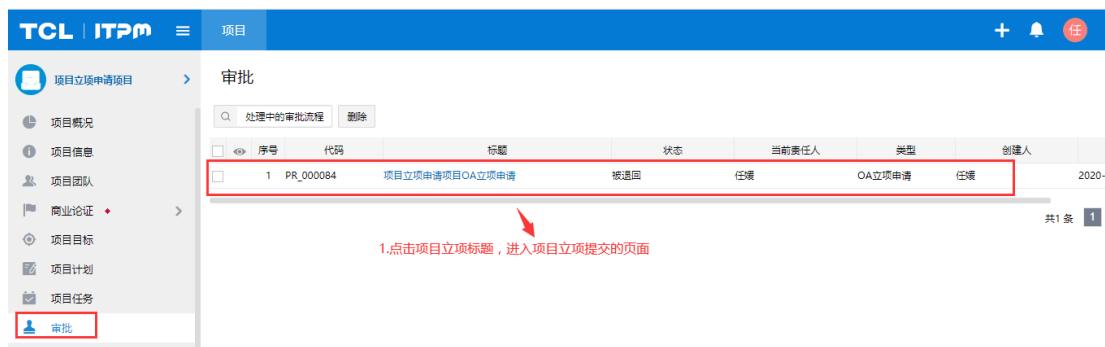 TCL ITPM 项目 任
项目立项申请项目
审批
处理中的审批流程 删除
项目概况
项目信息
项目团队
商业论证
项目目标
项目计划
项目任务
审批
序号 代码 标题 状态 当前责任人 类型 创建人
1 PR_000084 项目立项申请项目OA立项申请 被退回 任媛 OA立项申请 任媛 2020-
共1条 1
1.点击项目立项标题，进入项目立项提交的页面